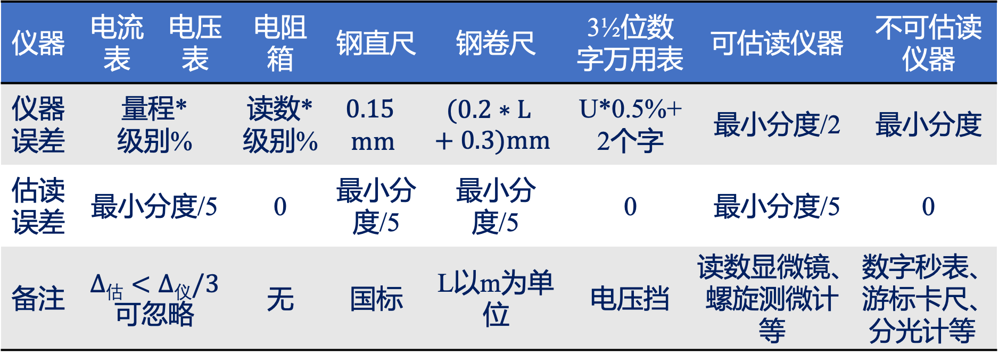 仪器
电流表
电压表
电阻箱
钢直尺
钢卷尺
3½位数
字万用表
可估读仪器
不可估读
仪器
仪器
误差
量程*
级别%
读数*
级别%
0.15
mm
(0.2 * L
+ 0.3)mm
U*0.5%+
2个字
最小分度/2
最小分度
估读
误差
最小分度/5
0
最小分
度/5
最小分
度/5
0
最小分度/5
0
备注
Δ估 < Δ仪/3
可忽略
无
国标
L以m为单
位
电压挡
读数显微镜、
螺旋测微计
等
数字秒表、
游标卡尺、
分光计等